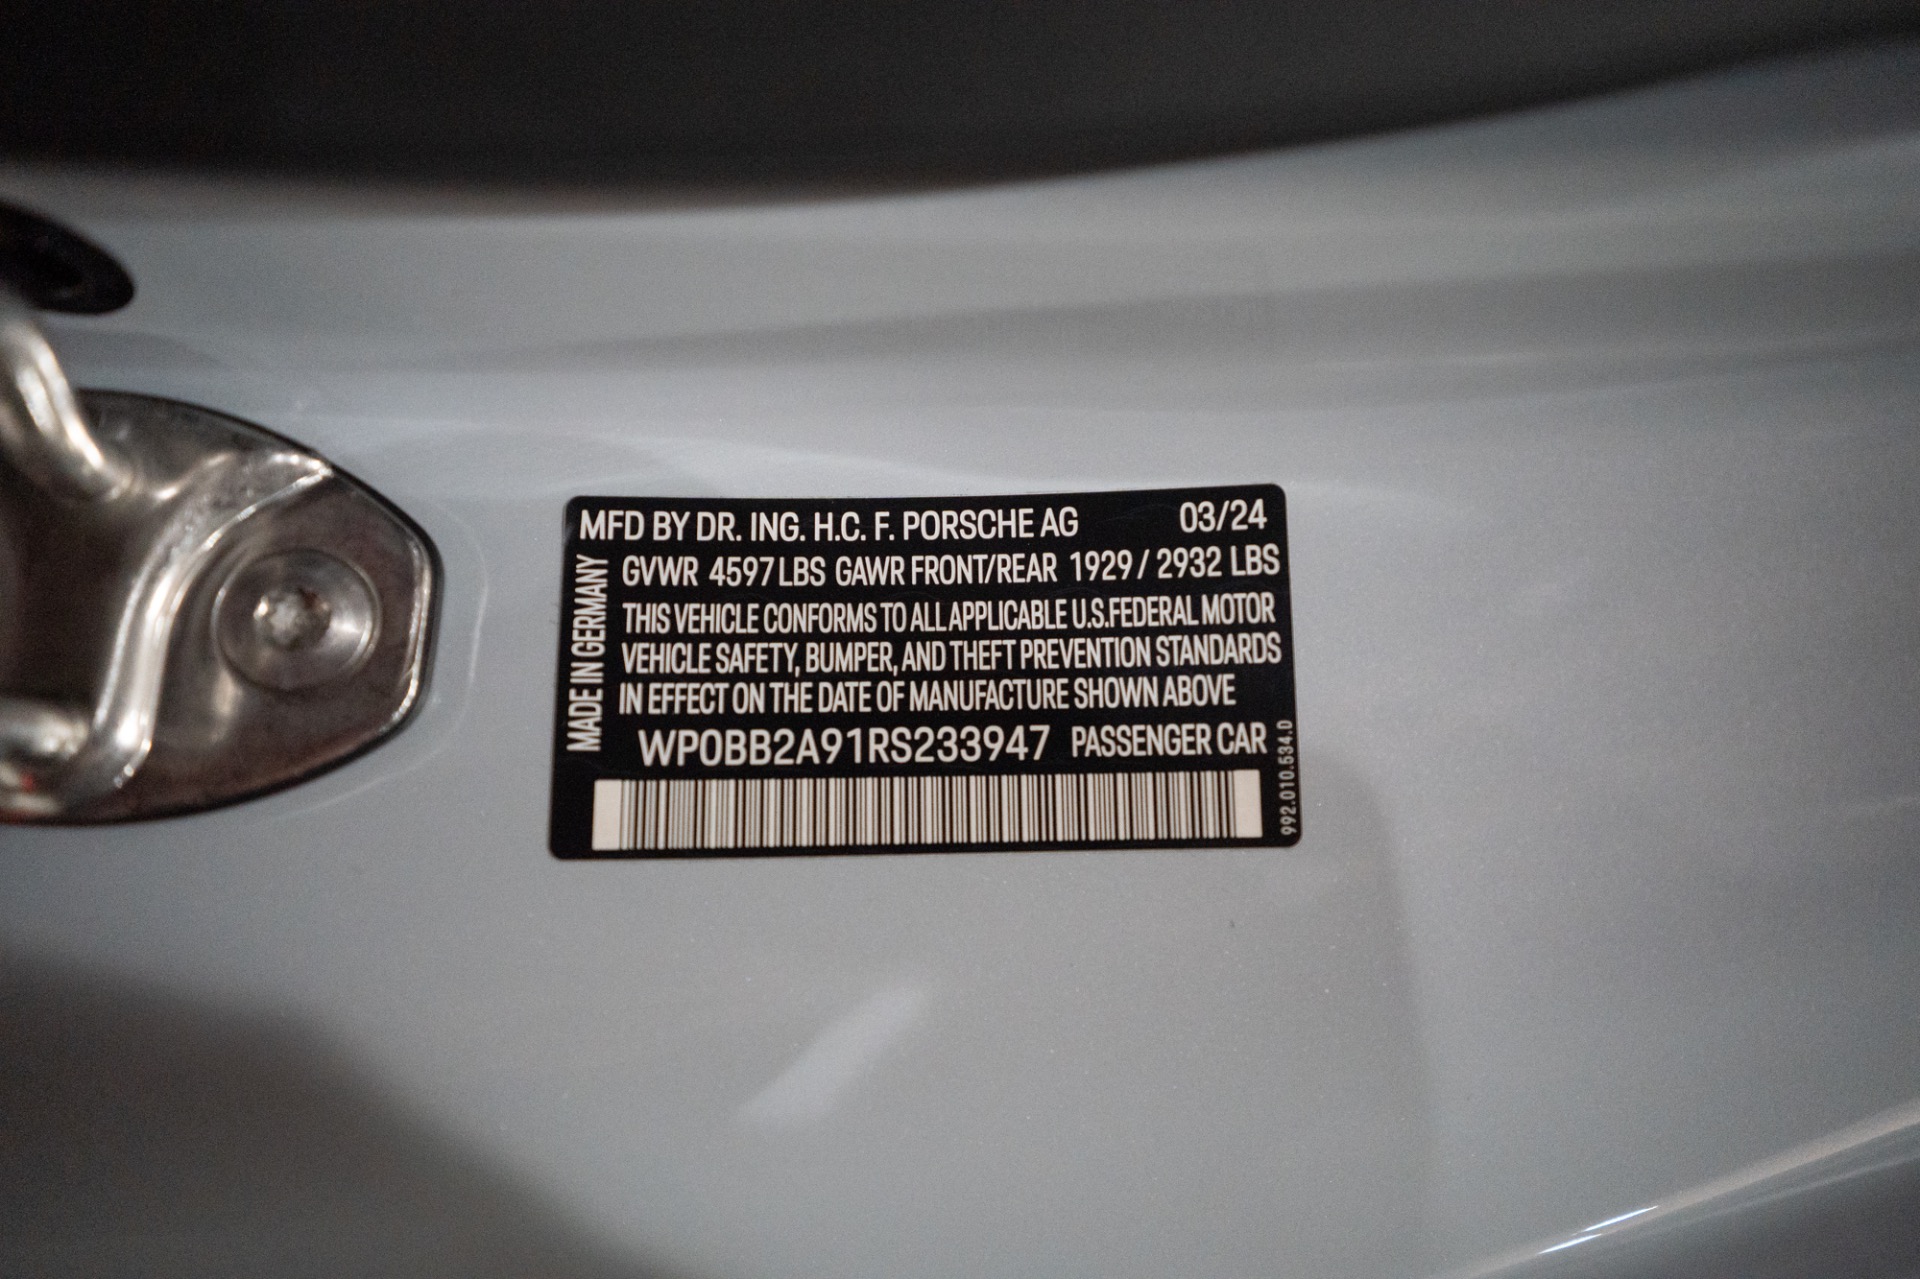 MFD BY DR. ING. H.C. F. PORSCHE AG 03/24
GVWR 4597 LBS GAWR FRONT/REAR 1929 / 2932 LBS
THIS VEHICLE CONFORMS TO ALL APPLICABLE U.S. FEDERAL MOTOR
VEHICLE SAFETY, BUMPER, AND THEFT PREVENTION STANDARDS
IN EFFECT ON THE DATE OF MANUFACTURE SHOWN ABOVE
WP0BB2A91RS233947 PASSENGER CAR
MADE IN GERMANY
992.010.534.0